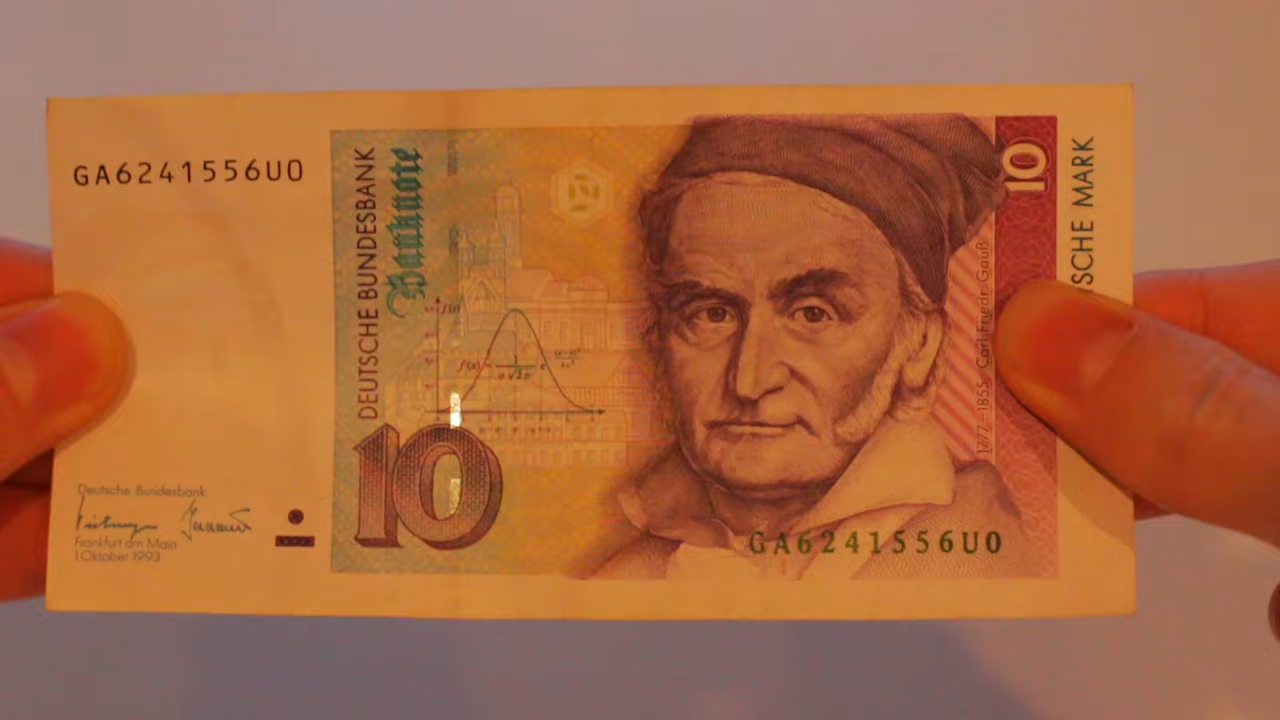 GA6241556U0
DEUTSCHE BUNDESBANK
Banknote
10
SCHE MARK
1777–1855 Carl Friedr. Gauß
f(x)
10
GA6241556U0
Deutsche Bundesbank
Frankfurt am Main
1.Oktober 1993